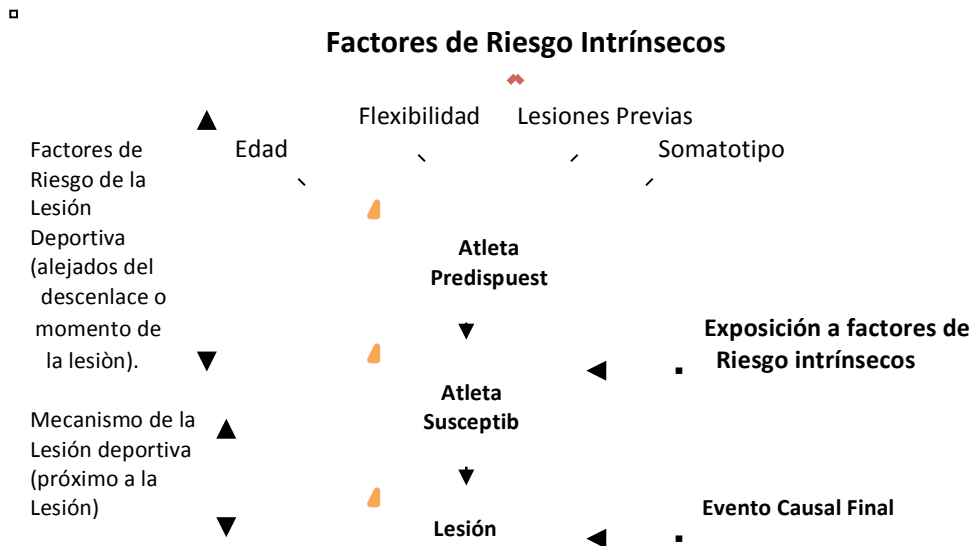 Factores de Riesgo Intrínsecos
Flexibilidad
Lesiones Previas
Edad
Somatotipo
Factores de
Riesgo de la
Lesión
Deportiva
(alejados del
descenlace o
momento de
la lesiòn).
Atleta
Predispuest
Exposición a factores de
Riesgo intrínsecos
Atleta
Susceptib
Mecanismo de la
Lesión deportiva
(próximo a la
Lesión)
Evento Causal Final
Lesión